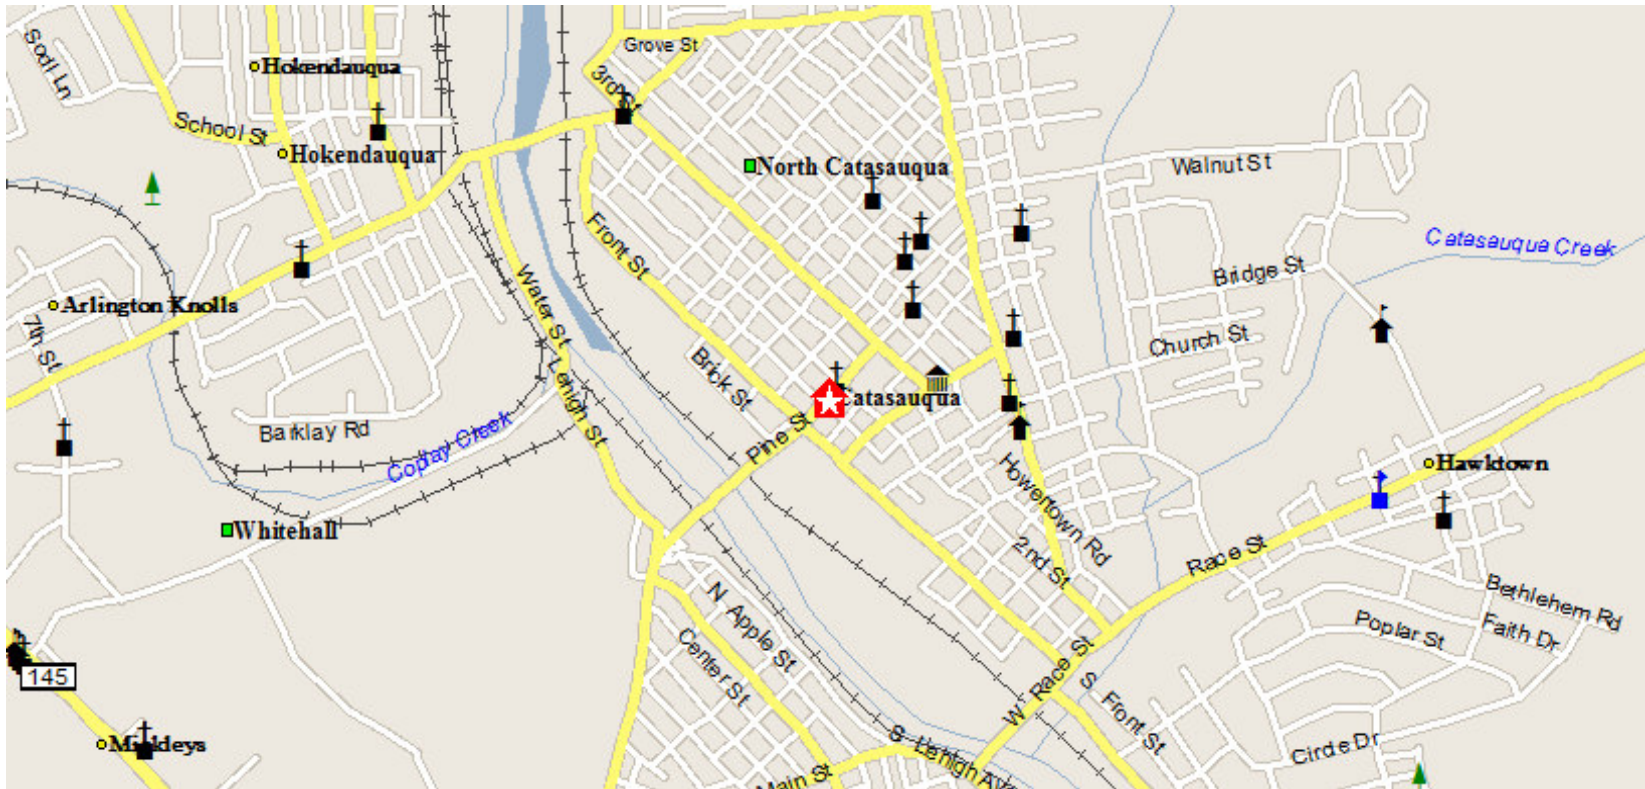 Sodl Ln
Hokendauqua
School St
Hokendauqua
Grove St
3rd St
North Catasauqua
Walnut St
Catasauqua Creek
Bridge St
Front St
Arlington Knolls
7th St
Water St
Church St
Brick St
Lehigh St
Catasauqua
Barklay Rd
Coplay Creek
Pine St
Howertown Rd
Hawktown
Whitehall
2nd St
Race St
Bethlehem Rd
N Apple St
Poplar St
Faith Dr
Center St
145
W Race St
S Front St
Mickleys
S Lehigh Ave
Circle Dr
Main St